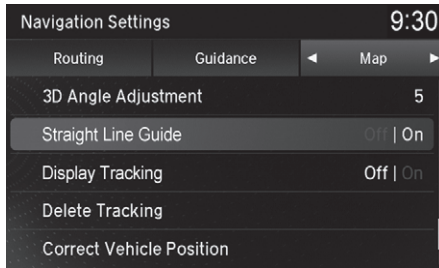 Navigation Settings 9:30
Routing Guidance ◄ Map ►
3D Angle Adjustment 5
Straight Line Guide Off | On
Display Tracking Off | On
Delete Tracking
Correct Vehicle Position